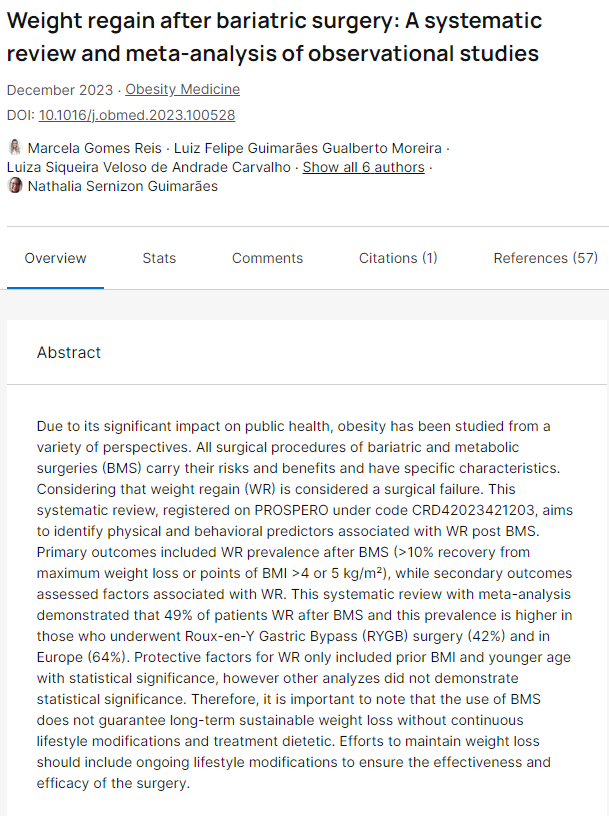 Weight regain after bariatric surgery: A systematic
review and meta-analysis of observational studies
December 2023 · Obesity Medicine
DOI: 10.1016/j.obmed.2023.100528
Marcela Gomes Reis · Luiz Felipe Guimarães Gualberto Moreira ·
Luiza Siqueira Veloso de Andrade Carvalho · Show all 6 authors ·
Nathalia Sernizon Guimarães
Overview Stats Comments Citations (1) References (57)
Abstract
Due to its significant impact on public health, obesity has been studied from a
variety of perspectives. All surgical procedures of bariatric and metabolic
surgeries (BMS) carry their risks and benefits and have specific characteristics.
Considering that weight regain (WR) is considered a surgical failure. This
systematic review, registered on PROSPERO under code CRD42023421203, aims
to identify physical and behavioral predictors associated with WR post BMS.
Primary outcomes included WR prevalence after BMS (>10% recovery from
maximum weight loss or points of BMI >4 or 5 kg/m²), while secondary outcomes
assessed factors associated with WR. This systematic review with meta-analysis
demonstrated that 49% of patients WR after BMS and this prevalence is higher in
those who underwent Roux-en-Y Gastric Bypass (RYGB) surgery (42%) and in
Europe (64%). Protective factors for WR only included prior BMI and younger age
with statistical significance, however other analyzes did not demonstrate
statistical significance. Therefore, it is important to note that the use of BMS
does not guarantee long-term sustainable weight loss without continuous
lifestyle modifications and treatment dietetic. Efforts to maintain weight loss
should include ongoing lifestyle modifications to ensure the effectiveness and
efficacy of the surgery.